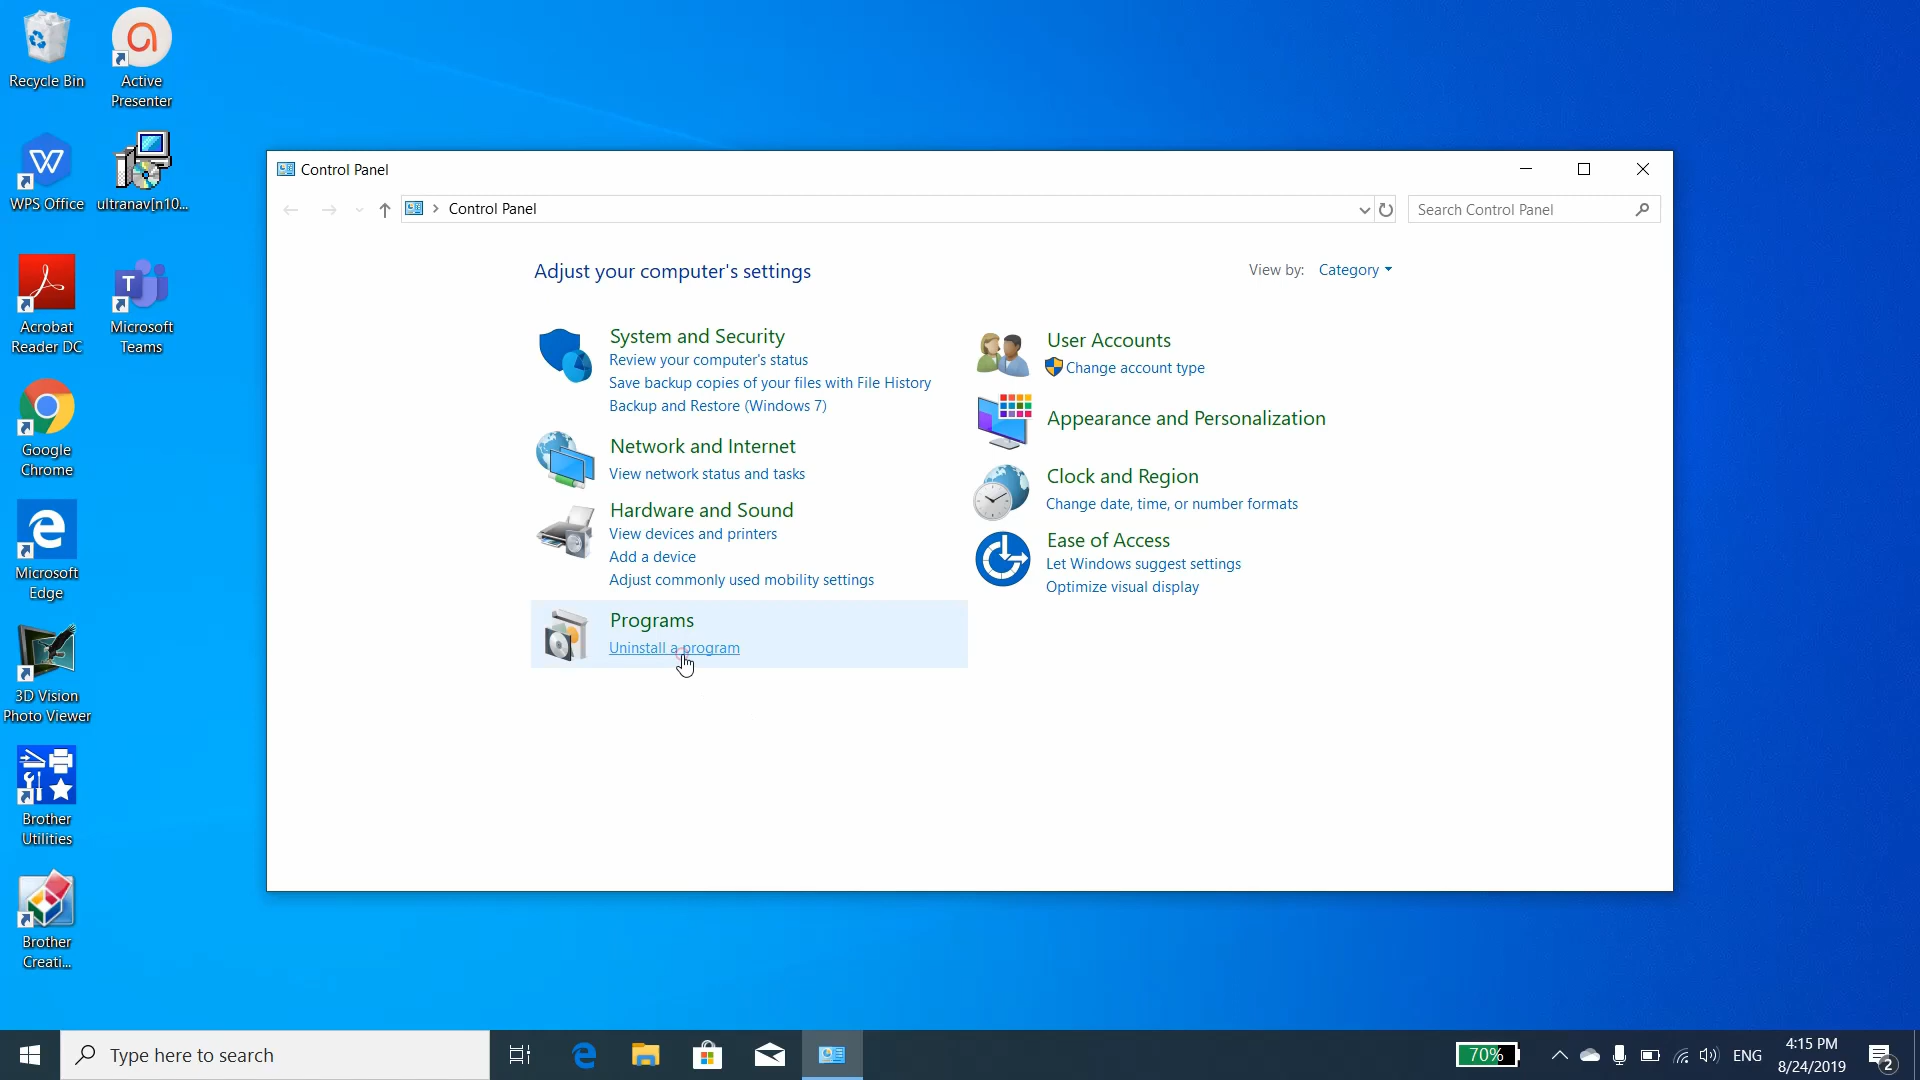 Recycle Bin
Active
Presenter
WPS Office
ultranav[n10...
Acrobat
Reader DC
Microsoft
Teams
Google
Chrome
Microsoft
Edge
3D Vision
Photo Viewer
Brother
Utilities
Brother
Creati...
Control Panel
Control Panel
Search Control Panel
Adjust your computer's settings
View by: Category
System and Security
Review your computer's status
Save backup copies of your files with File History
Backup and Restore (Windows 7)
Network and Internet
View network status and tasks
Hardware and Sound
View devices and printers
Add a device
Adjust commonly used mobility settings
Programs
Uninstall a program
User Accounts
Change account type
Appearance and Personalization
Clock and Region
Change date, time, or number formats
Ease of Access
Let Windows suggest settings
Optimize visual display
Type here to search
70%
ENG
4:15 PM
8/24/2019
2